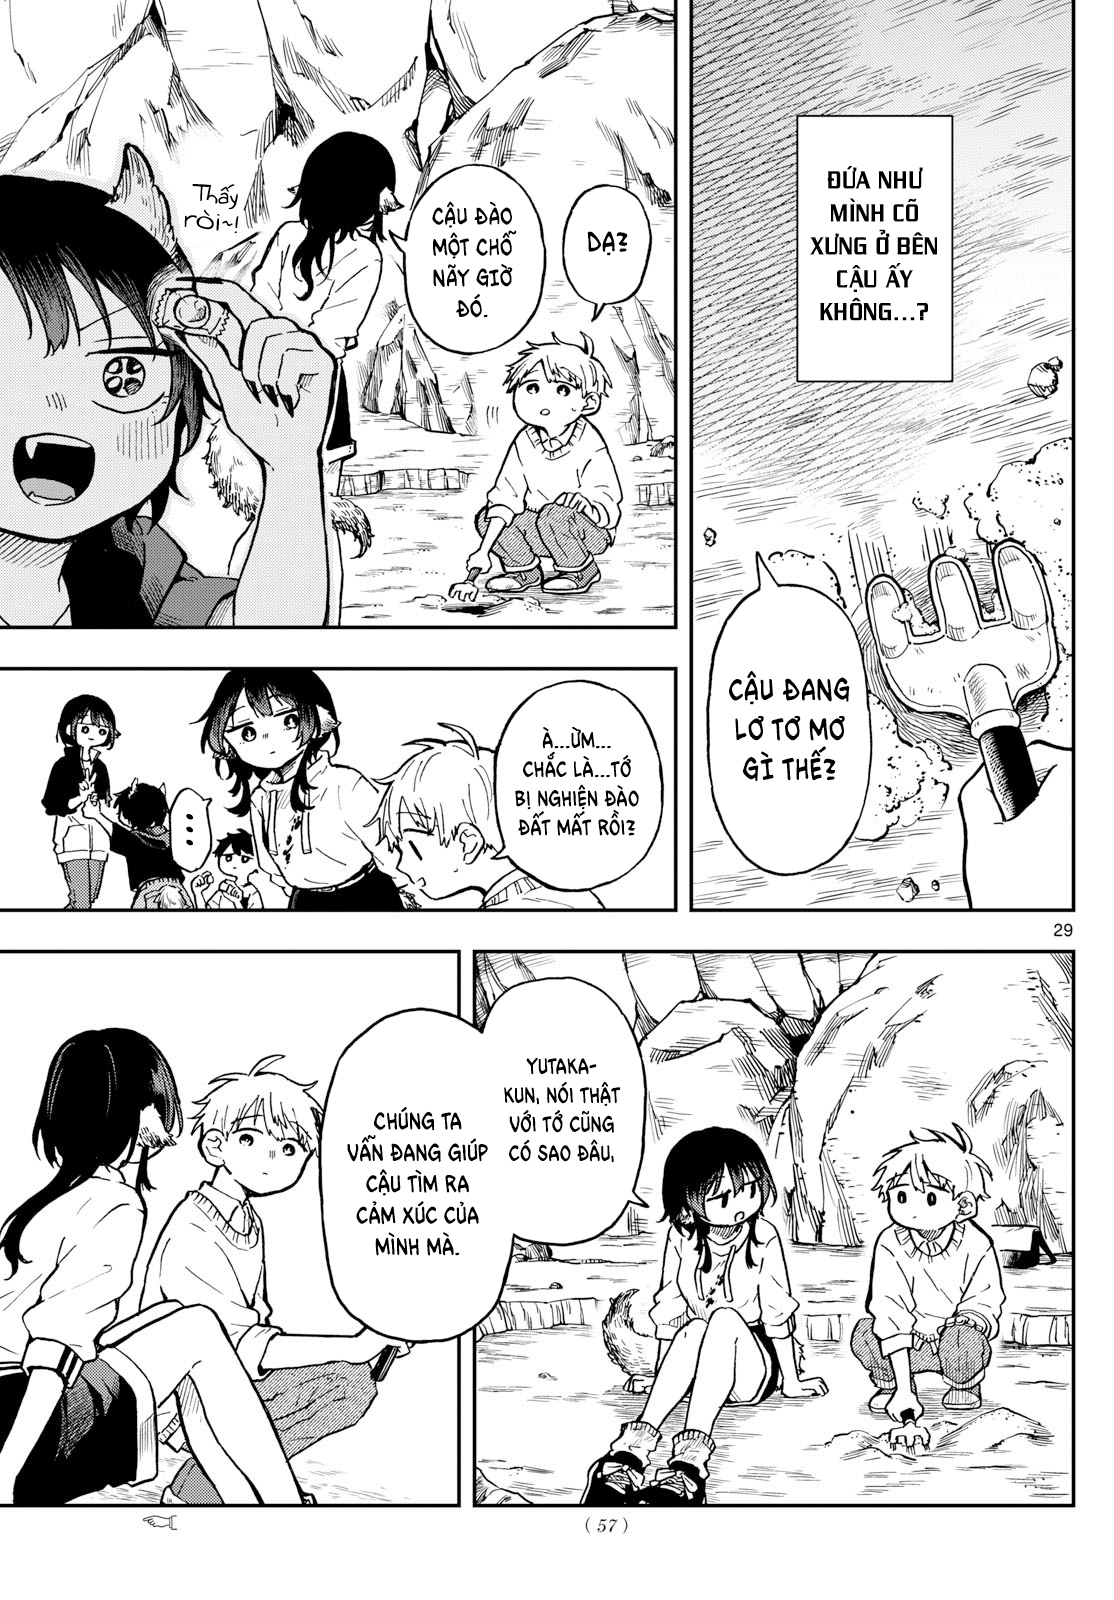 ĐỨA NHƯ
MÌNH CÕ
XƯNG Ở BÊN
CẬU ẤY
KHÔNG...?
CẬU ĐANG
LƠ TƠ MƠ
GÌ THẾ?
DẠ?
CẬU ĐÀO
MỘT CHỖ
NÃY GIỜ
ĐÓ.
Thấy
rồi~!
À...ỪM...
CHẮC LÀ...TỚ
BỊ NGHIỆN ĐÀO
ĐẤT MẤT RỒI?
...
29
YUTAKA-
KUN, NÓI THẬT
VỚI TỚ CŨNG
CÓ SAO ĐÂU,
CHÚNG TA
VẪN ĐANG GIÚP
CẬU TÌM RA
CẢM XÚC CỦA
MÌNH MÀ.
( 57 )